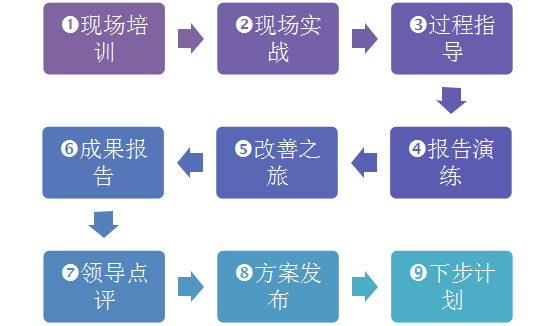 ❶现场培
训
❷现场实
战
❸过程指
导
❹报告演
练
❺改善之
旅
❻成果报
告
❼领导点
评
❽方案发
布
❾下步计
划